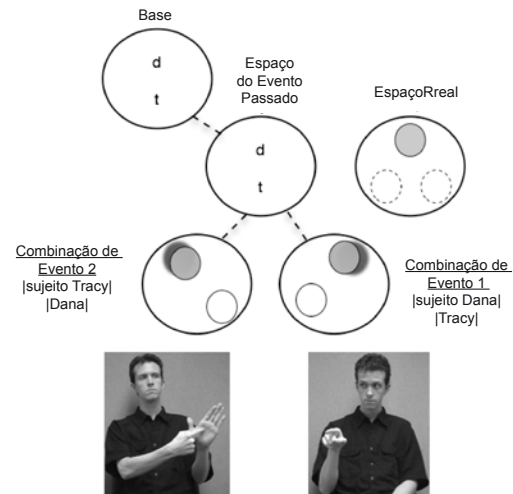 Base
d
t
Espaço
do Evento
Passado
d
t
EspaçoRreal
Combinação de
Evento 2
|sujeito Tracy|
|Dana|
Combinação de
Evento 1
|sujeito Dana|
|Tracy|